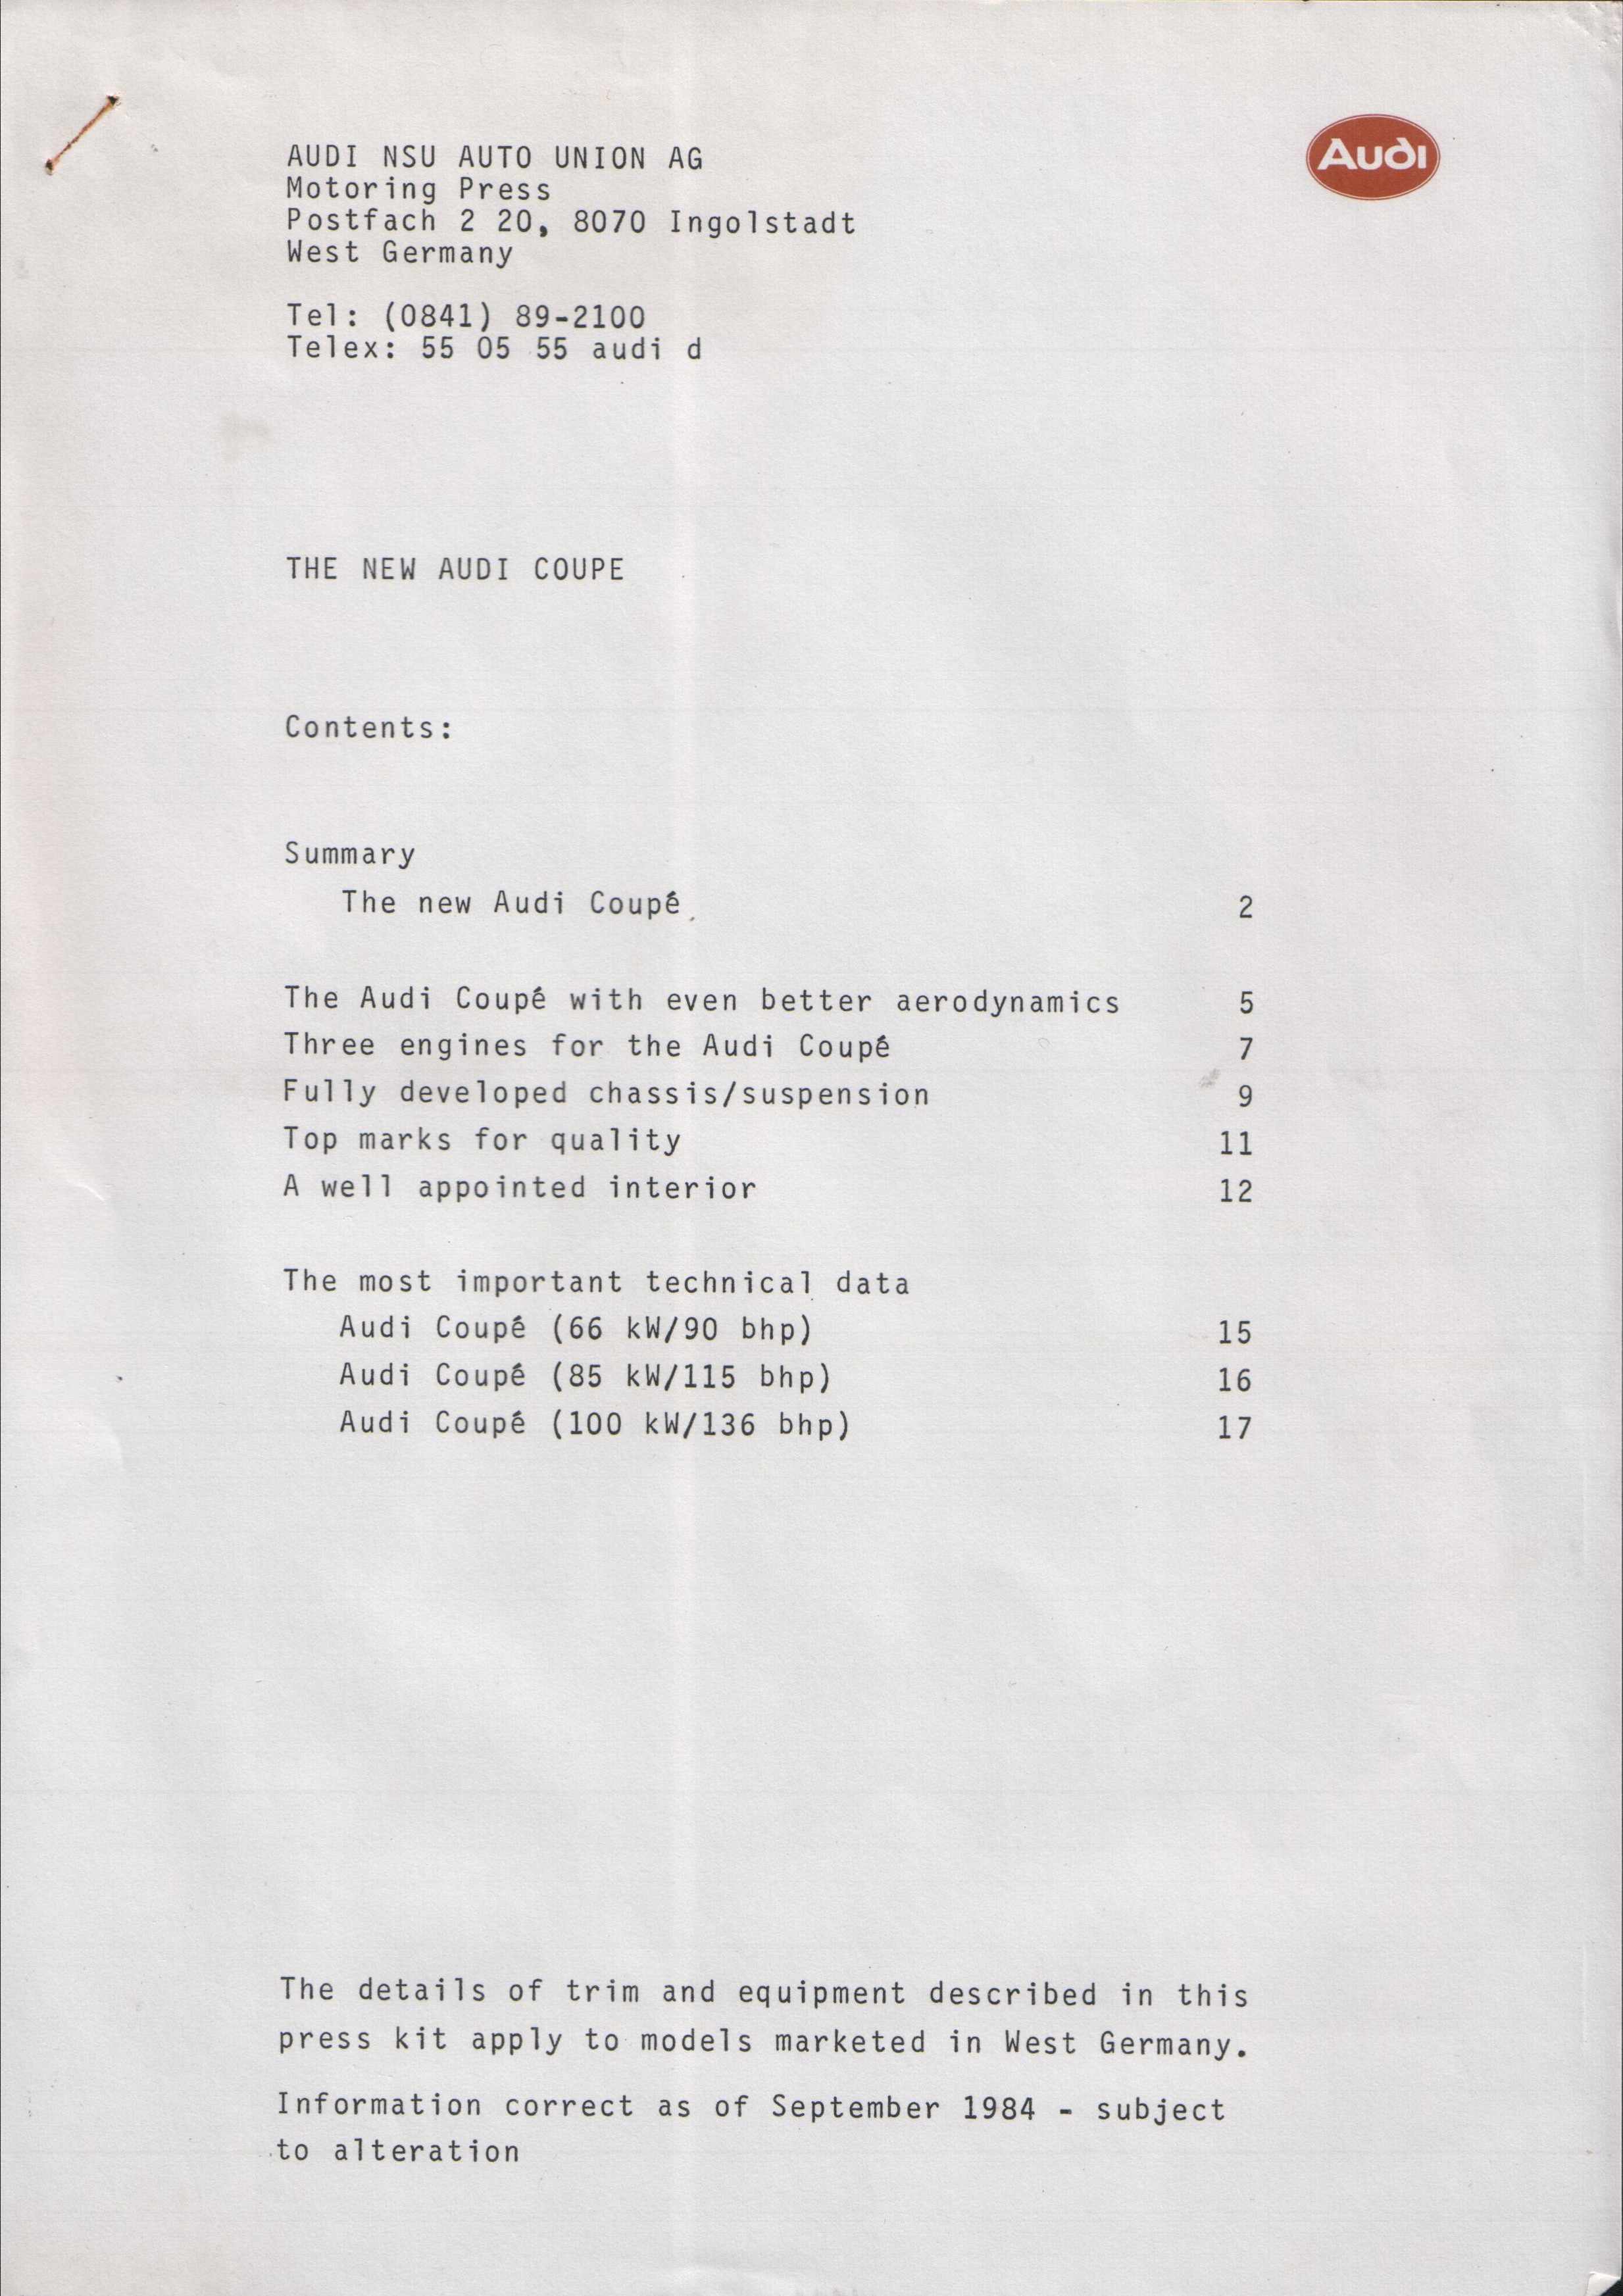 Audi
AUDI NSU AUTO UNION AG
Motoring Press
Postfach 2 20, 8070 Ingolstadt
West Germany
Tel: (0841) 89-2100
Telex: 55 05 55 audi d
THE NEW AUDI COUPE
Contents:
Summary
The new Audi Coupé 2
The Audi Coupé with even better aerodynamics 5
Three engines for the Audi Coupé 7
Fully developed chassis/suspension 9
Top marks for quality 11
A well appointed interior 12
The most important technical data
Audi Coupé (66 kW/90 bhp) 15
Audi Coupé (85 kW/115 bhp) 16
Audi Coupé (100 kW/136 bhp) 17
The details of trim and equipment described in this
press kit apply to models marketed in West Germany.
Information correct as of September 1984 - subject
to alteration